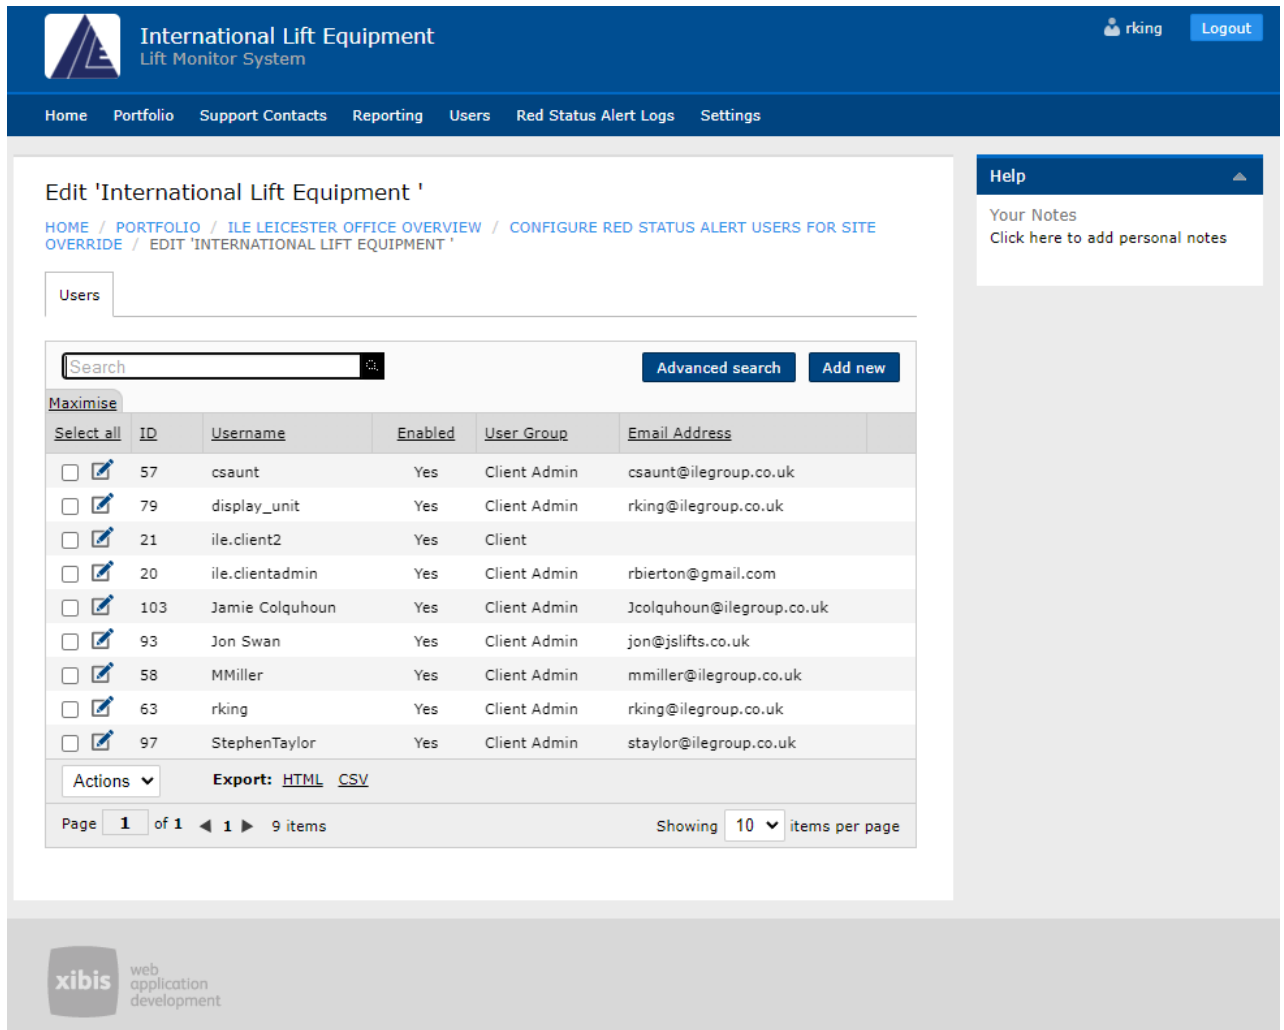 International Lift Equipment
Lift Monitor System
rking Logout
Home Portfolio Support Contacts Reporting Users Red Status Alert Logs Settings
Edit 'International Lift Equipment '
HOME / PORTFOLIO / ILE LEICESTER OFFICE OVERVIEW / CONFIGURE RED STATUS ALERT USERS FOR SITE
OVERRIDE / EDIT 'INTERNATIONAL LIFT EQUIPMENT '
Users
Search Advanced search Add new
Maximise
Select all ID Username Enabled User Group Email Address
57 csaunt Yes Client Admin csaunt@ilegroup.co.uk
79 display_unit Yes Client Admin rking@ilegroup.co.uk
21 ile.client2 Yes Client
20 ile.clientadmin Yes Client Admin rbierton@gmail.com
103 Jamie Colquhoun Yes Client Admin Jcolquhoun@ilegroup.co.uk
93 Jon Swan Yes Client Admin jon@jslifts.co.uk
58 MMiller Yes Client Admin mmiller@ilegroup.co.uk
63 rking Yes Client Admin rking@ilegroup.co.uk
97 StephenTaylor Yes Client Admin staylor@ilegroup.co.uk
Actions Export: HTML CSV
Page 1 of 1 1 9 items Showing 10 items per page
Help
Your Notes
Click here to add personal notes
xibis
web
application
development